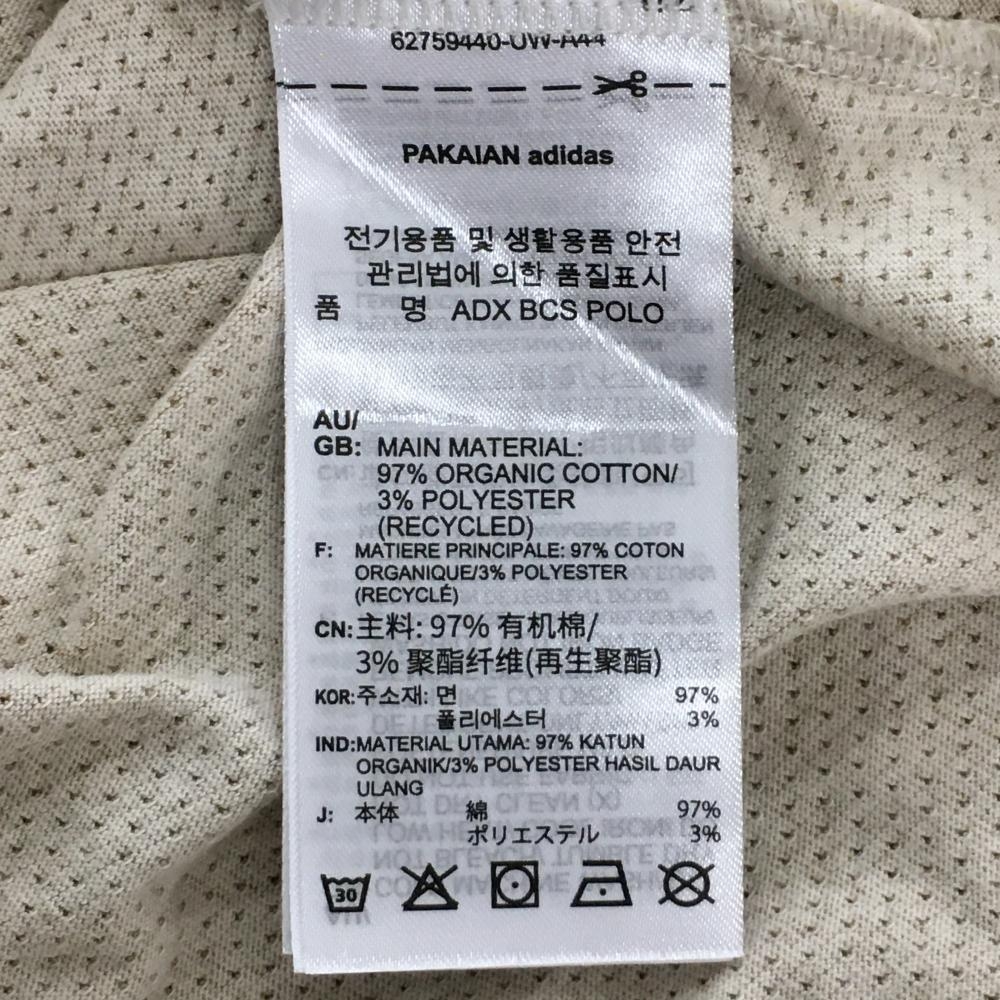 62759440-UW-A44
PAKAIAN adidas
전기용품 및 생활용품 안전
관리법에 의한 품질표시
품 명 ADX BCS POLO
AU/
GB: MAIN MATERIAL:
97% ORGANIC COTTON/
3% POLYESTER
(RECYCLED)
F: MATIERE PRINCIPALE: 97% COTON
ORGANIQUE/3% POLYESTER
(RECYCLÉ)
CN: 主料: 97% 有机棉/
3% 聚酯纤维(再生聚酯)
KOR: 주소재: 면 97%
폴리에스터 3%
IND: MATERIAL UTAMA: 97% KATUN
ORGANIK/3% POLYESTER HASIL DAUR
ULANG
J: 本体 綿 97%
ポリエステル 3%
30